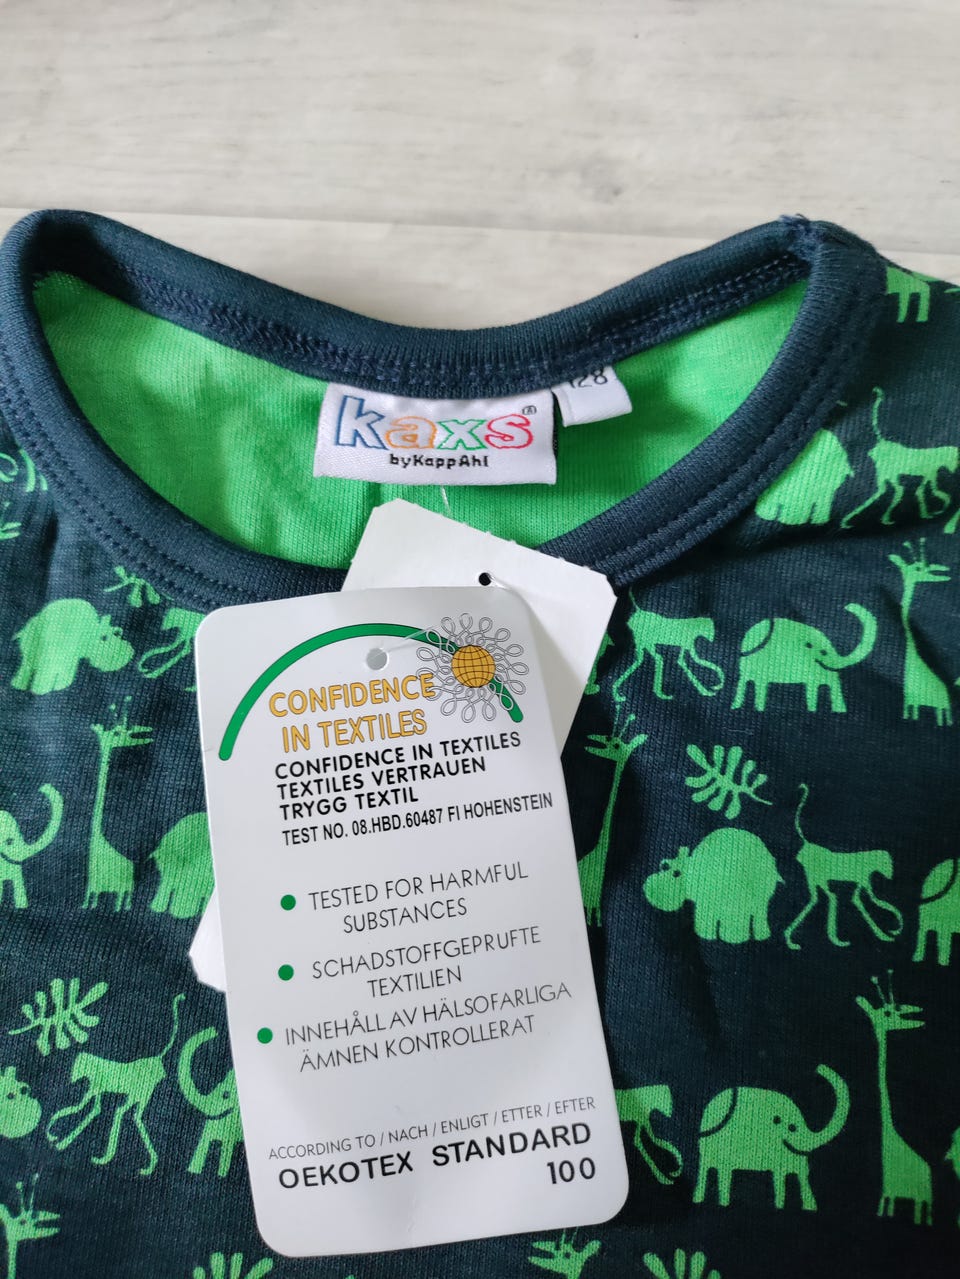 kaxs®
byKappAhl
128
CONFIDENCE
IN TEXTILES
CONFIDENCE IN TEXTILES
TEXTILES VERTRAUEN
TRYGG TEXTIL
TEST NO. 08.HBD.60487 FI HOHENSTEIN
TESTED FOR HARMFUL
SUBSTANCES
SCHADSTOFFGEPRUFTE
TEXTILIEN
INNEHÅLL AV HÄLSOFARLIGA
ÄMNEN KONTROLLERAT
ACCORDING TO / NACH / ENLIGT / ETTER / EFTER
OEKOTEX STANDARD
100